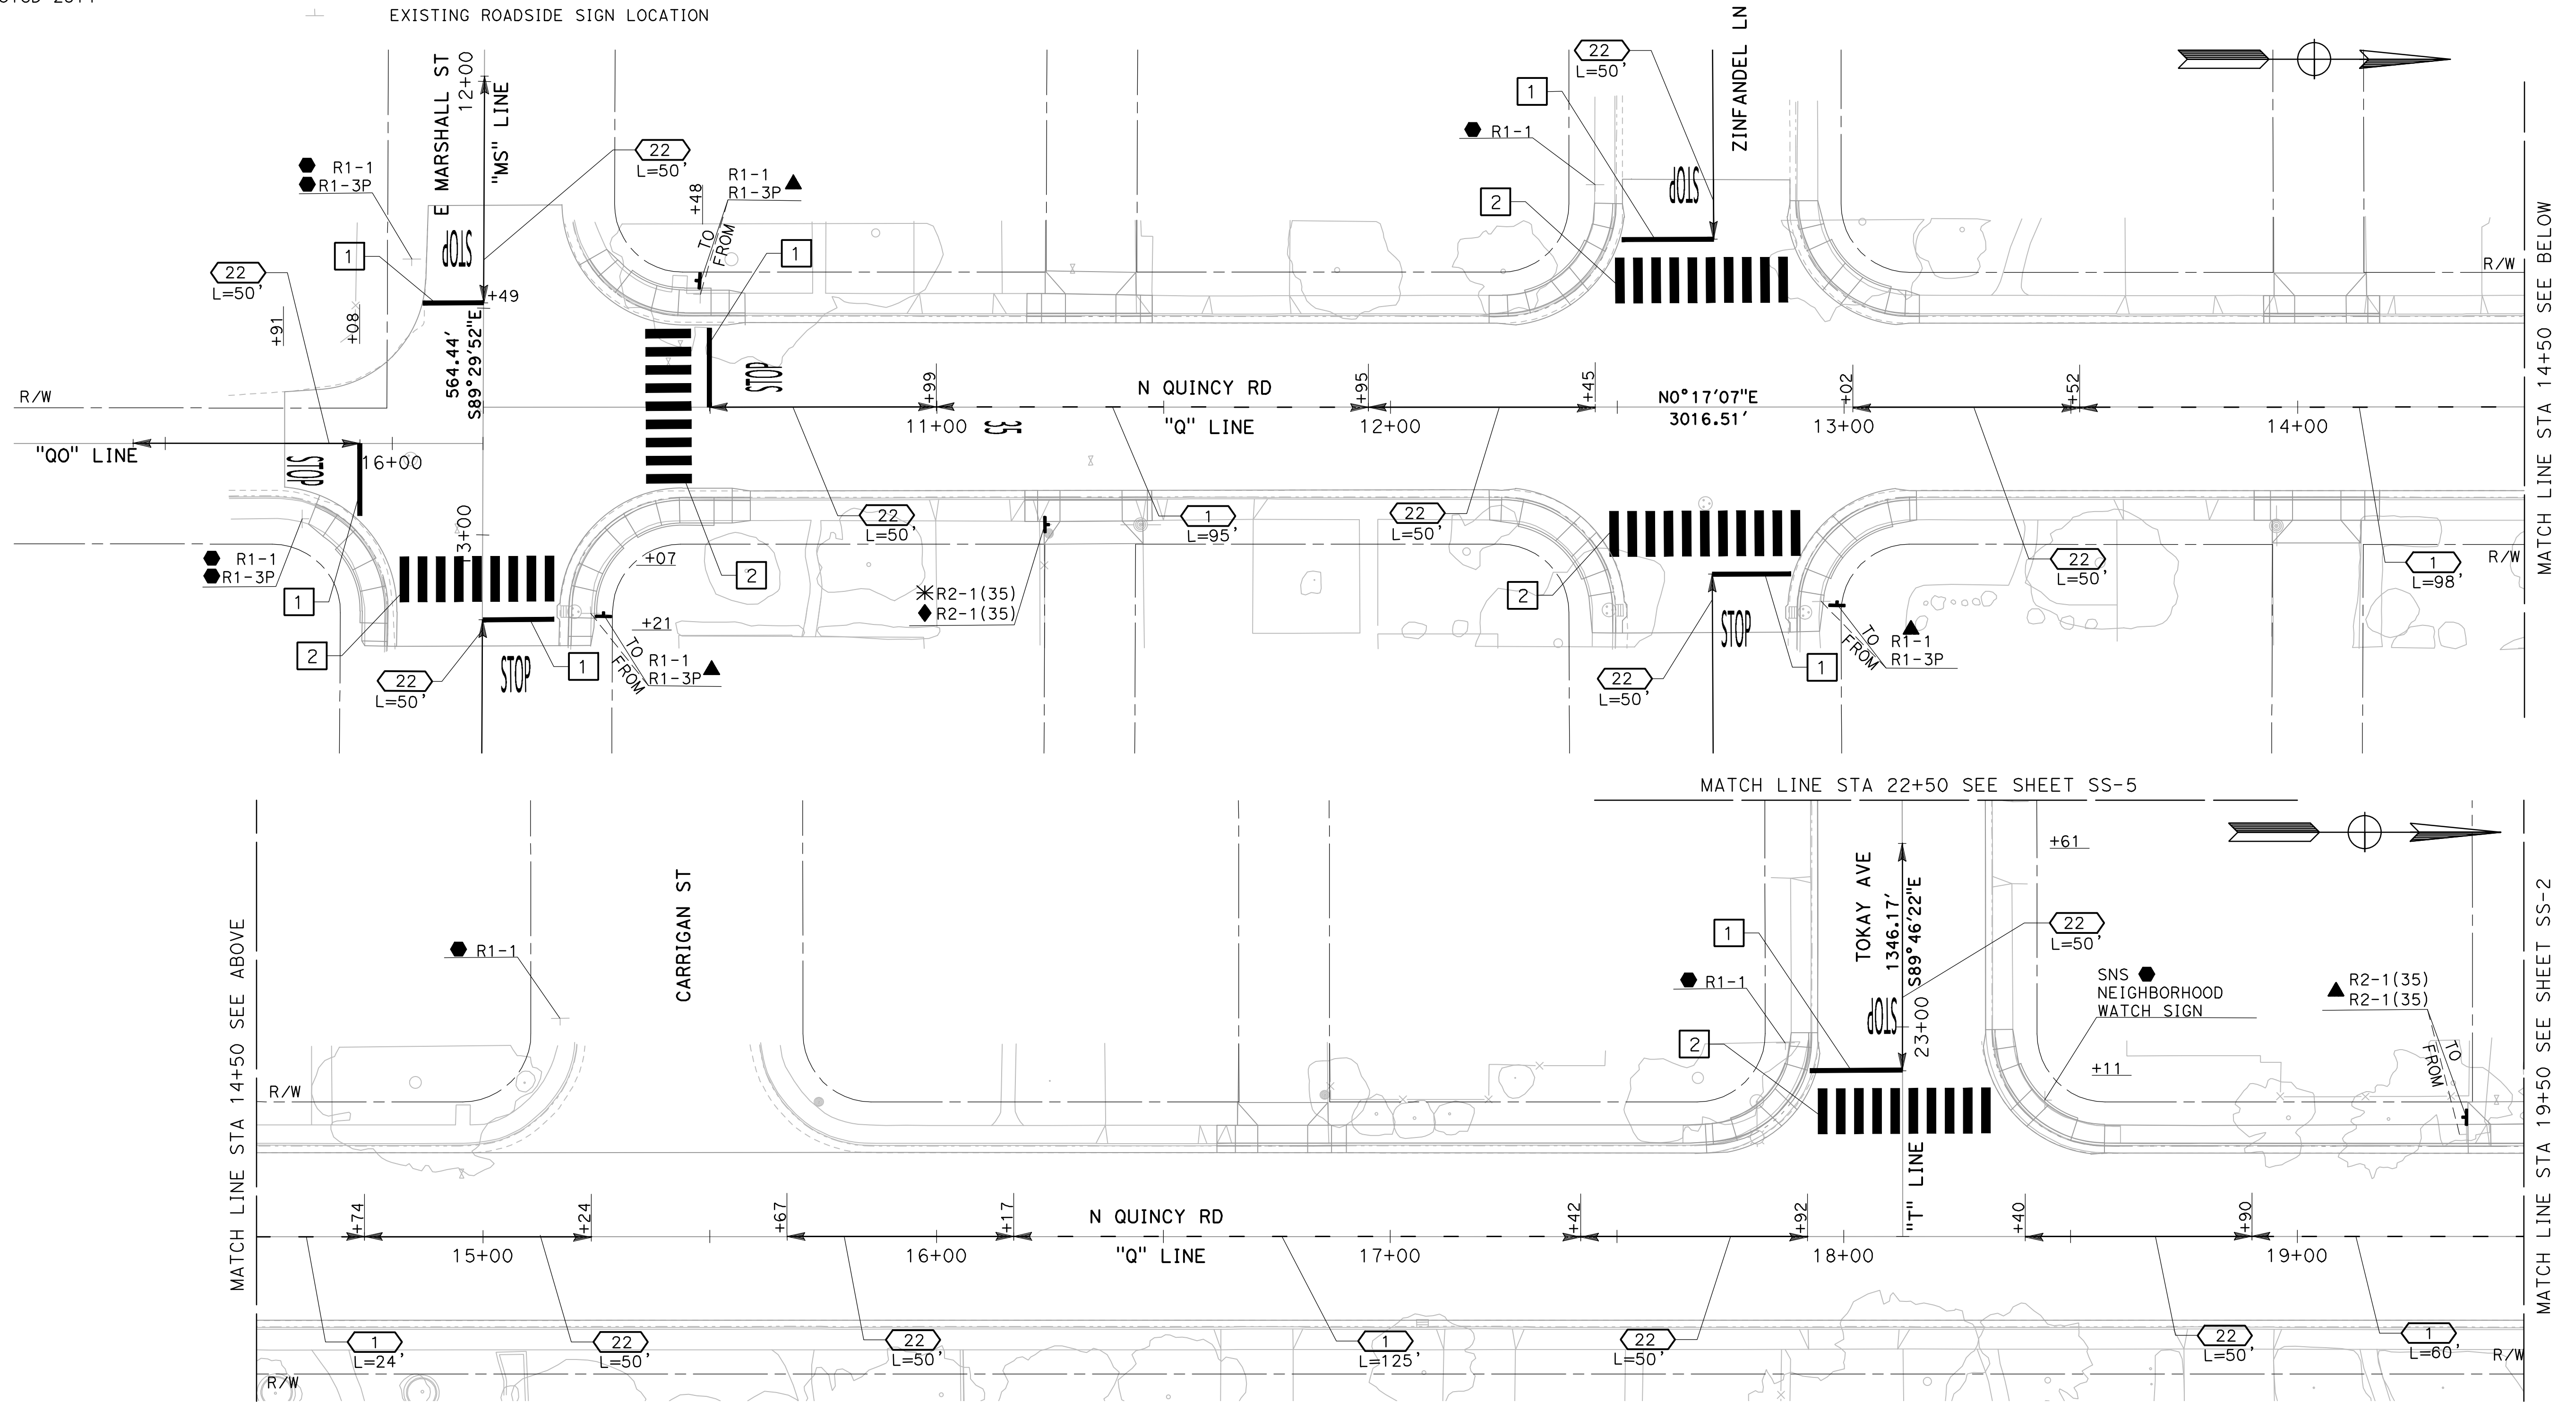 EXISTING ROADSIDE SIGN LOCATION
E MARSHALL ST
12+00
"MS" LINE
22
L=50'
R1-1
R1-3P
1
STOP
22
L=50'
+91
+08
+49
564.44'
S89°29'52"E
+48
R1-1
R1-3P
TO
FROM
1
STOP
22
L=50'
ZINFANDEL LN
1
R1-1
2
STOP
R/W
MATCH LINE STA 14+50 SEE BELOW
R/W
"QO" LINE
STOP
16+00
+99
N QUINCY RD
+95
+45
N0°17'07"E
3016.51'
+02
+52
11+00
35
"Q" LINE
12+00
13+00
14+00
13+00
R1-1
R1-3P
1
2
22
L=50'
STOP
1
+07
+21
TO
FROM
R1-1
R1-3P
2
22
L=50'
R2-1(35)
R2-1(35)
1
L=95'
22
L=50'
2
22
L=50'
STOP
1
TO
FROM
R1-1
R1-3P
22
L=50'
1
L=98'
R/W
MATCH LINE STA 22+50 SEE SHEET SS-5
MATCH LINE STA 14+50 SEE ABOVE
R1-1
CARRIGAN ST
R/W
1
R1-1
2
TOKAY AVE
1346.17'
S89°46'22"E
STOP
23+00
+61
22
L=50'
SNS
NEIGHBORHOOD
WATCH SIGN
+11
R2-1(35)
R2-1(35)
TO
FROM
MATCH LINE STA 19+50 SEE SHEET SS-2
"T" LINE
+74
+24
+67
+17
N QUINCY RD
+42
+92
+40
+90
15+00
16+00
"Q" LINE
17+00
18+00
19+00
1
L=24'
22
L=50'
22
L=50'
1
L=125'
22
L=50'
22
L=50'
1
L=60'
R/W
R/W